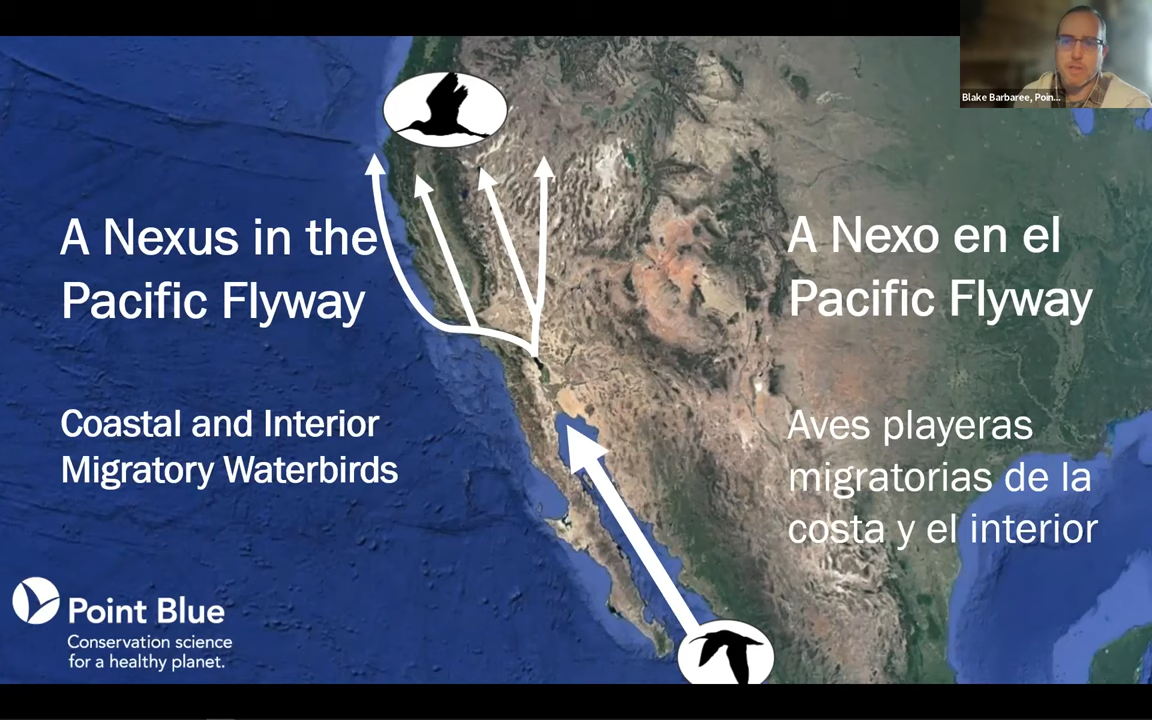 Blake Barbaree, Poin...
A Nexus in the
Pacific Flyway
Coastal and Interior
Migratory Waterbirds
A Nexo en el
Pacific Flyway
Aves playeras
migratorias de la
costa y el interior
Point Blue
Conservation science
for a healthy planet.